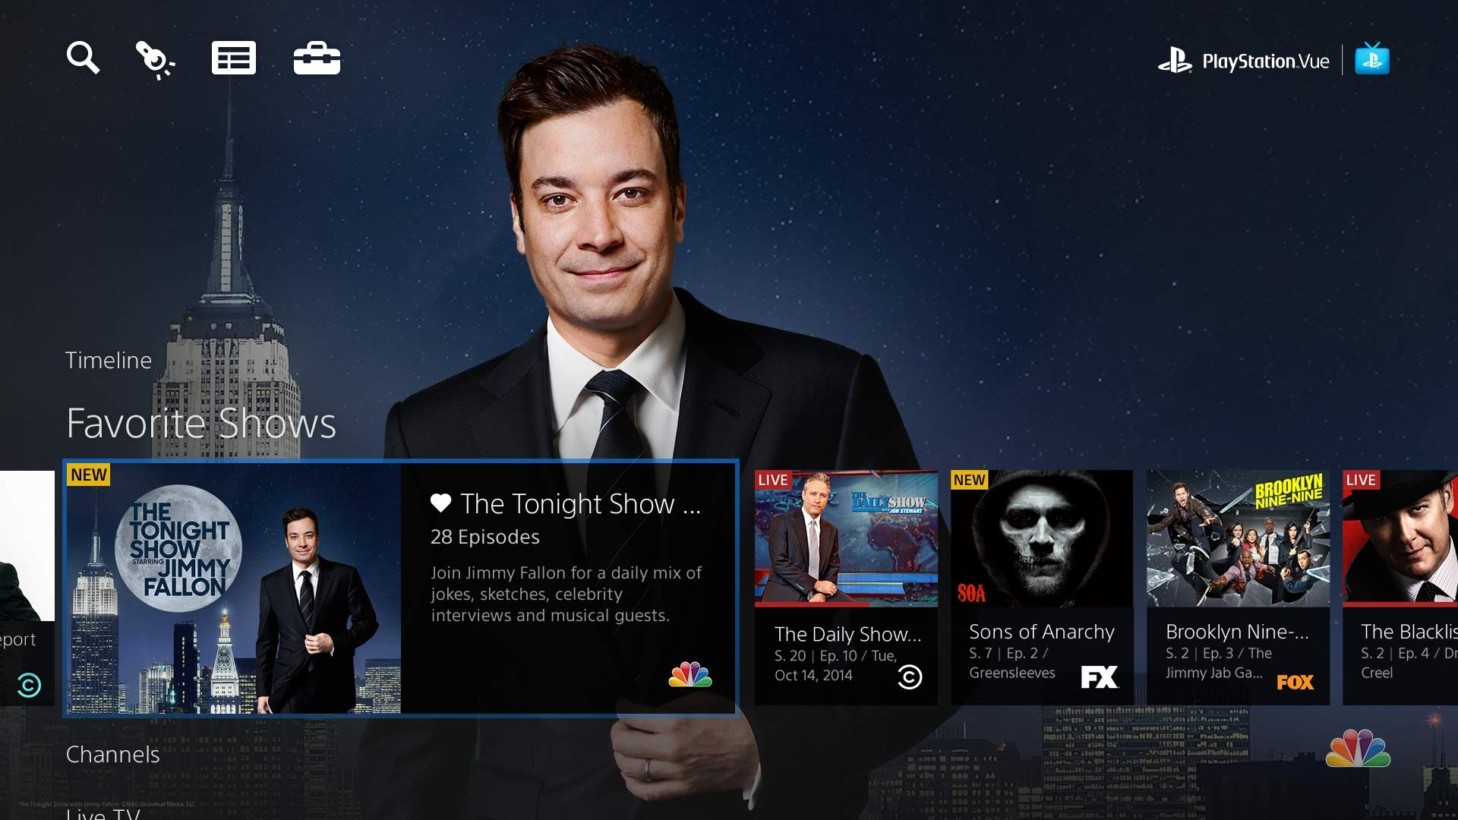 PlayStation.Vue
Timeline
Favorite Shows
NEW
THE
TONIGHT
SHOW
STARRING
JIMMY
FALLON
The Tonight Show ...
28 Episodes
Join Jimmy Fallon for a daily mix of
jokes, sketches, celebrity
interviews and musical guests.
eport
LIVE
THE
DAILY SHOW
JON STEWART
The Daily Show...
S. 20 | Ep. 10 / Tue,
Oct 14, 2014
NEW
SOA
Sons of Anarchy
S. 7 | Ep. 2 /
Greensleeves
FX
BROOKLYN
NINE-NINE
Brooklyn Nine-...
S. 2 | Ep. 3 / The
Jimmy Jab Ga...
FOX
LIVE
The Blacklis
S. 2 | Ep. 4 / Dr
Creel
Channels
The Tonight Show with Jimmy Fallon: ©NBC Universal Media, LLC
Live TV